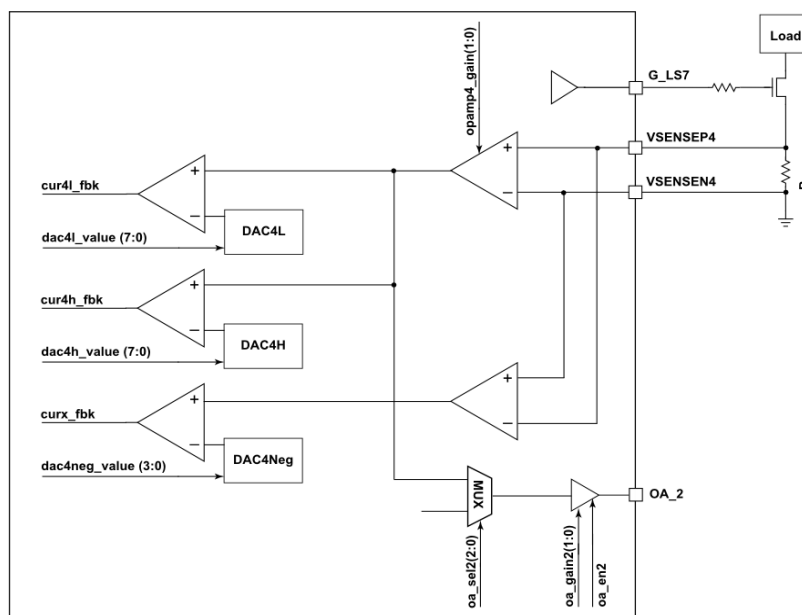 Load
opamp4_gain(1:0)
G_LS7
+
VSENSEP4
+
cur4l_fbk
−
VSENSEN4
−
DAC4L
dac4l_value (7:0)
+
cur4h_fbk
−
DAC4H
dac4h_value (7:0)
+
+
curx_fbk
−
−
DAC4Neg
dac4neg_value (3:0)
MUX
OA_2
oa_sel2(2:0)
oa_gain2(1:0)
oa_en2